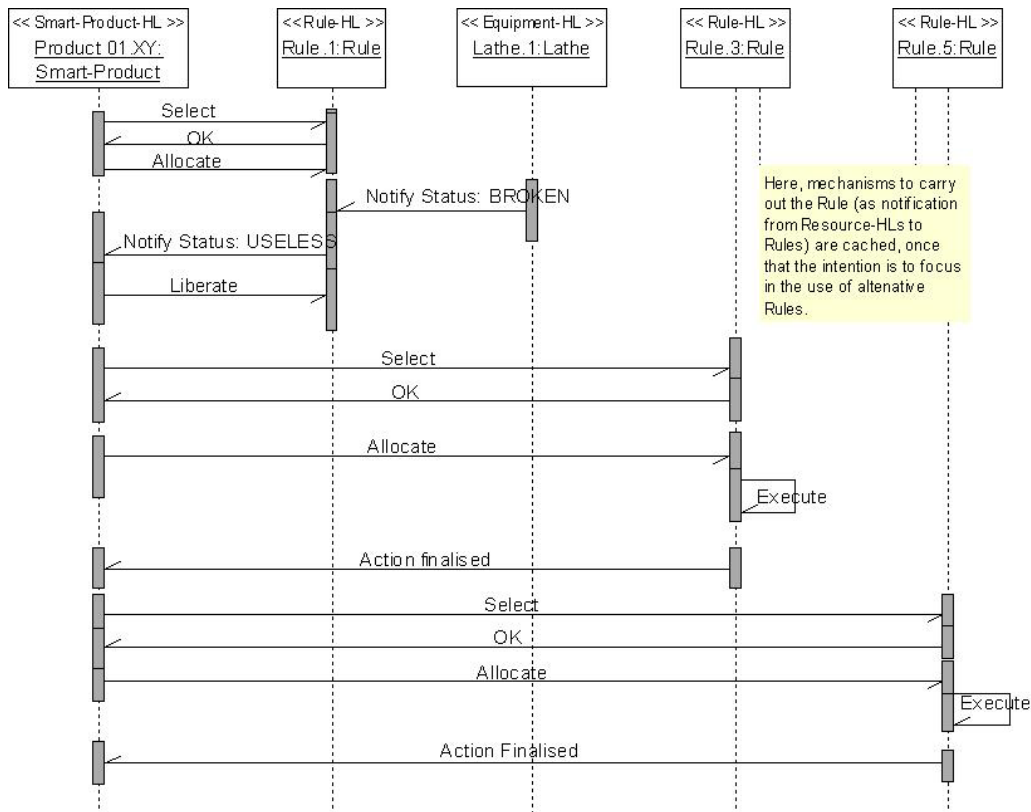 << Smart-Product-HL >>
Product 01.XY:
Smart-Product
<<Rule-HL >>
Rule.1:Rule
<< Equipment-HL >>
Lathe.1:Lathe
<< Rule-HL >>
Rule.3:Rule
<< Rule-HL >>
Rule.5:Rule
Select
OK
Allocate
Notify Status: BROKEN
Notify Status: USELESS
Liberate
Here, mechanisms to carry
out the Rule (as notification
from Resource-HLs to
Rules) are cached, once
that the intention is to focus
in the use of altenative
Rules.
Select
OK
Allocate
Execute
Action finalised
Select
OK
Allocate
Execute
Action Finalised